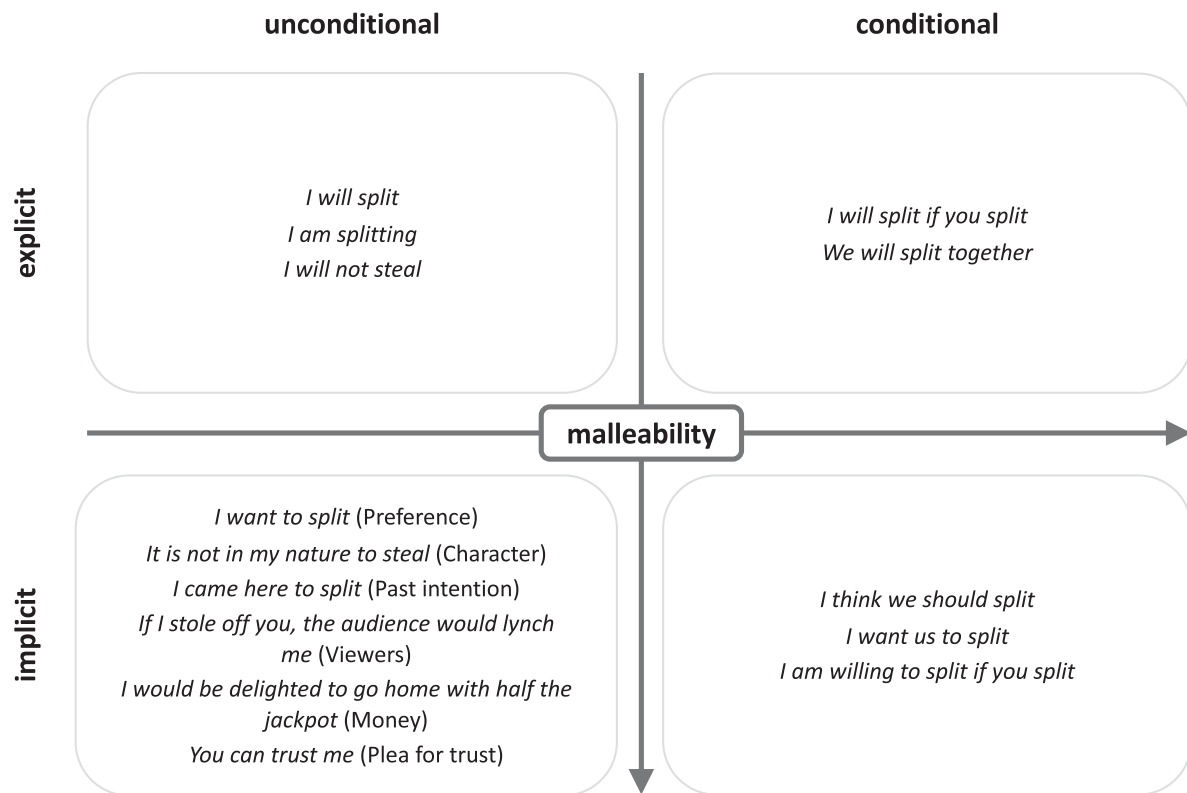 unconditional
conditional
explicit
I will split
I am splitting
I will not steal
I will split if you split
We will split together
malleability
implicit
I want to split (Preference)
It is not in my nature to steal (Character)
I came here to split (Past intention)
If I stole off you, the audience would lynch
me (Viewers)
I would be delighted to go home with half the
jackpot (Money)
You can trust me (Plea for trust)
I think we should split
I want us to split
I am willing to split if you split